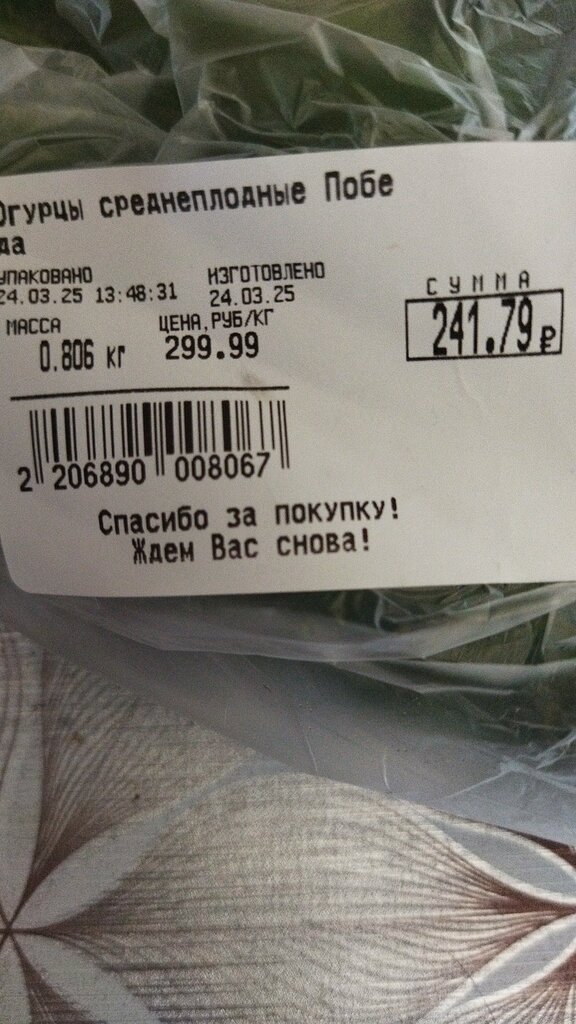 Огурцы среднеплодные Побе
да
УПАКОВАНО ИЗГОТОВЛЕНО
24.03.25 13:48:31 24.03.25
МАССА ЦЕНА,РУБ/КГ
0.806 кг 299.99
СУММА
241.79 ₽
2 206890 008067
Спасибо за покупку!
Ждем Вас снова!